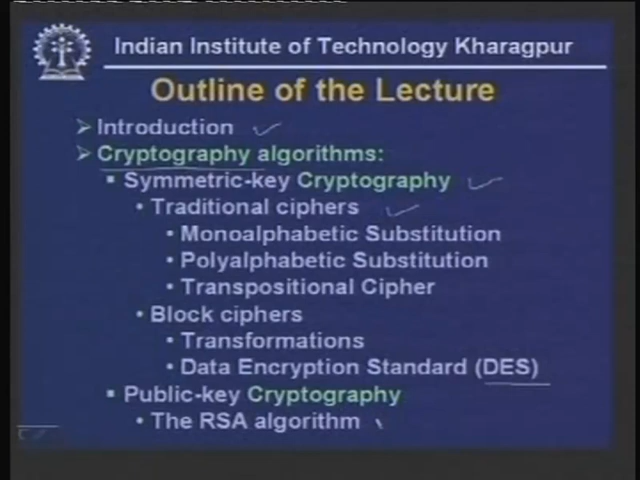 Indian Institute of Technology Kharagpur
Outline of the Lecture
Introduction
Cryptography algorithms:
Symmetric-key Cryptography
Traditional ciphers
Monoalphabetic Substitution
Polyalphabetic Substitution
Transpositional Cipher
Block ciphers
Transformations
Data Encryption Standard (DES)
Public-key Cryptography
The RSA algorithm